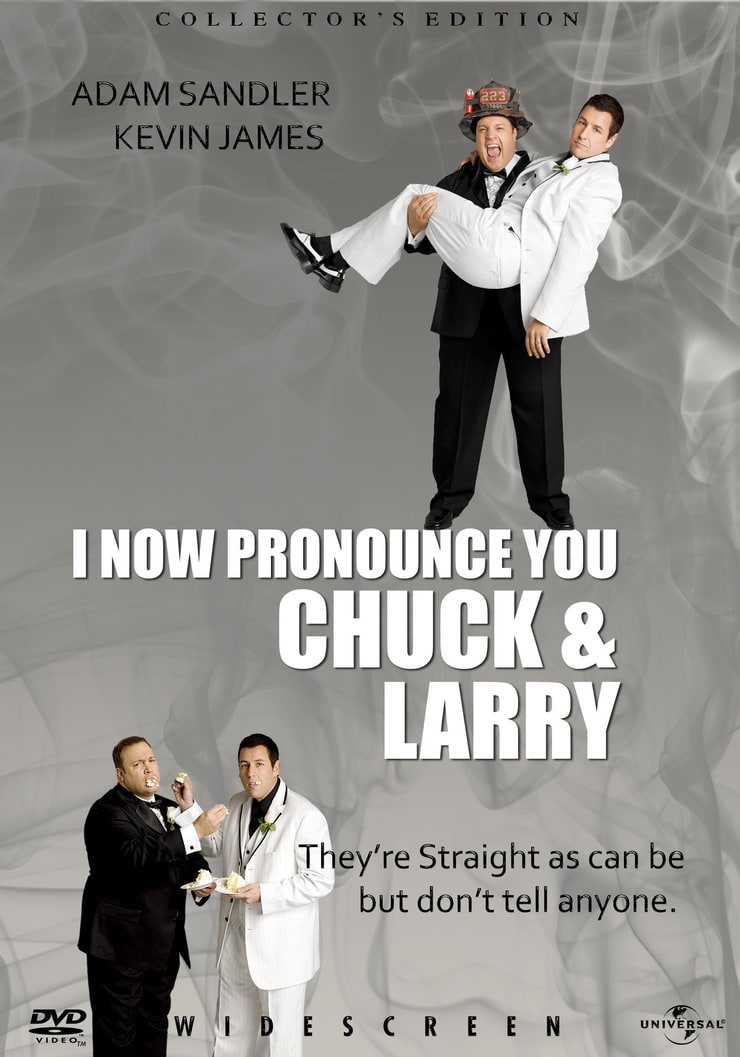 COLLECTOR'S EDITION
ADAM SANDLER
KEVIN JAMES
223
I NOW PRONOUNCE YOU
CHUCK &
LARRY
They're Straight as can be
but don't tell anyone.
DVD
VIDEO™
WIDESCREEN
UNIVERSAL®